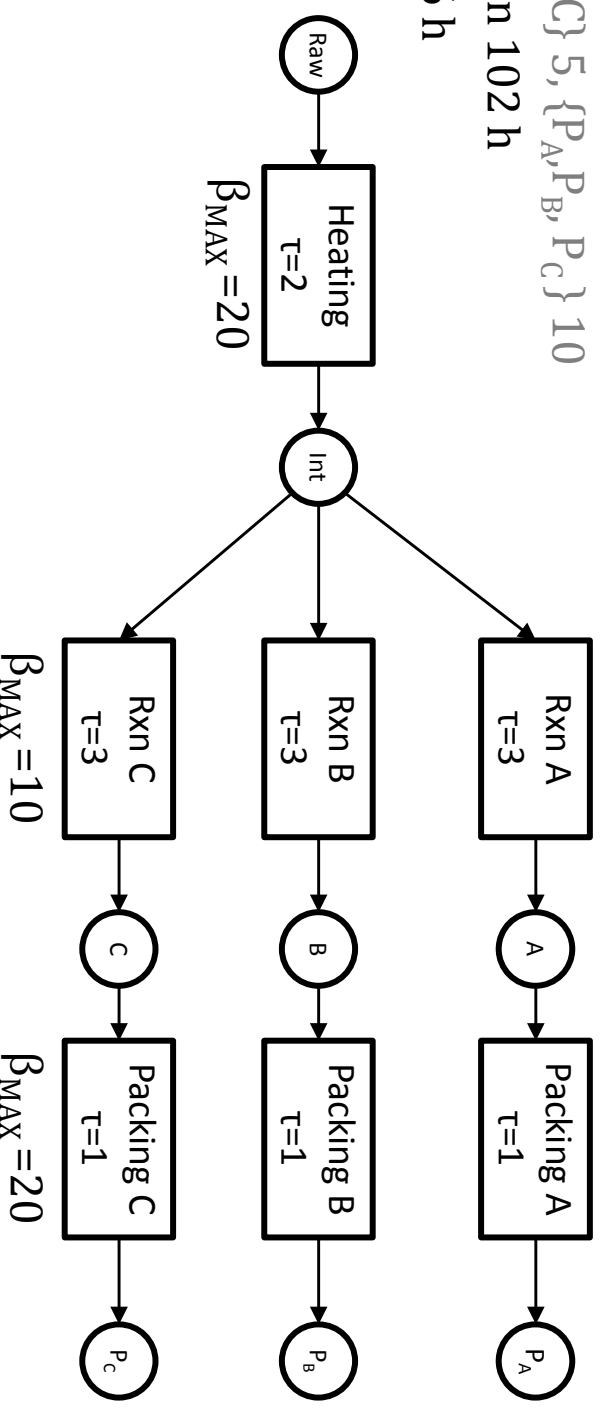 C} 5, {P_A, P_B, P_C} 10
n 102 h
h
Raw
Heating
τ=2
β_MAX =20
Int
Rxn A
τ=3
Rxn B
τ=3
Rxn C
τ=3
β_MAX =10
A
B
C
Packing A
τ=1
Packing B
τ=1
Packing C
τ=1
β_MAX =20
P_A
P_B
P_C